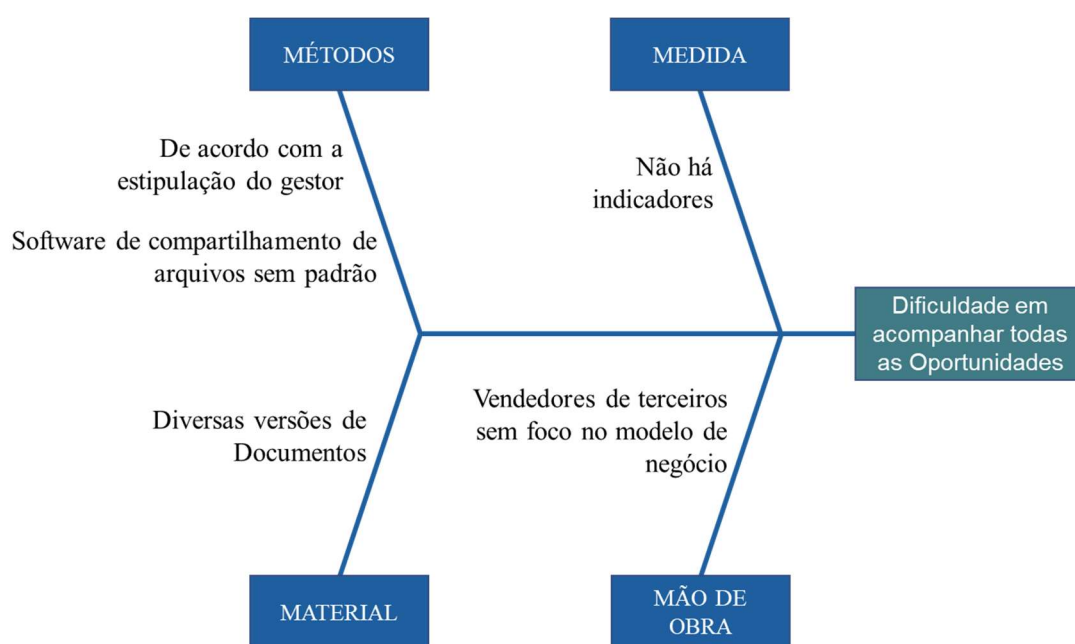 MÉTODOS
MEDIDA
De acordo com a
estipulação do gestor
Não há
indicadores
Software de compartilhamento de
arquivos sem padrão
Dificuldade em
acompanhar todas
as Oportunidades
Diversas versões de
Documentos
Vendedores de terceiros
sem foco no modelo de
negócio
MATERIAL
MÃO DE
OBRA